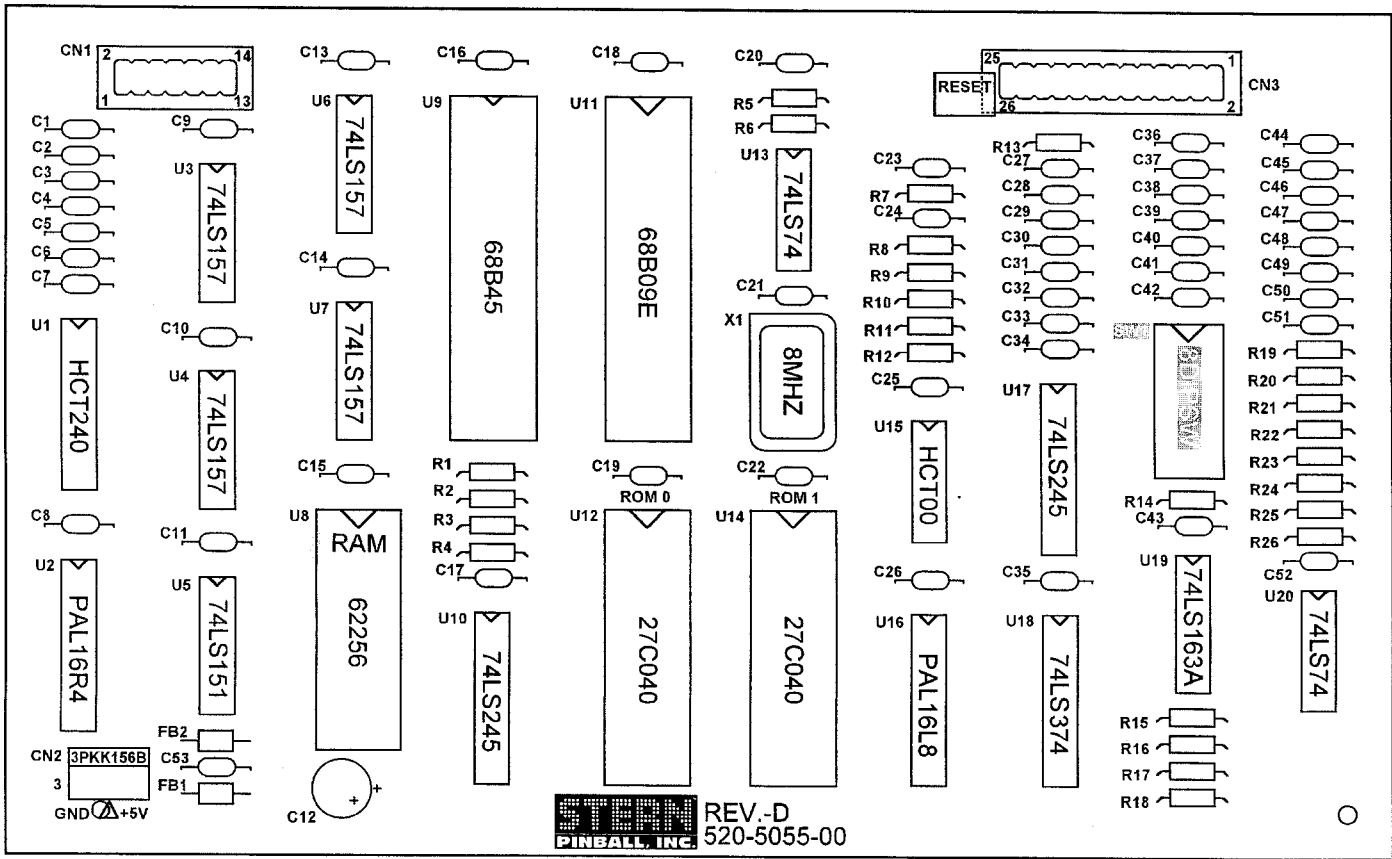 CN1
2
14
1
13
C1
C2
C3
C4
C5
C6
C7
U1
HCT240
C8
U2
PAL16R4
CN2
3PKK156B
3
GND
+5V
C9
U3
74LS157
C10
U4
74LS157
C11
U5
74LS151
FB2
C53
FB1
C13
U6
74LS157
C14
U7
74LS157
C15
U8
RAM
62256
C12
+
+
C16
U9
68B45
R1
R2
R3
R4
C17
U10
74LS245
C18
U11
68B09E
C19
ROM 0
U12
27C040
C20
R5
R6
U13
74LS74
C21
X1
8MHZ
C22
ROM 1
U14
27C040
STERN
PINBALL, INC.
REV.-D
520-5055-00
C23
R7
C24
R8
R9
R10
R11
R12
C25
U15
HCT00
C26
U16
PAL16L8
RESET
25
1
26
2
CN3
R13
C27
C28
C29
C30
C31
C32
C33
C34
U17
74LS245
C35
U18
74LS374
C36
C37
C38
C39
C40
C41
C42
R14
C43
U19
74LS163A
R15
R16
R17
R18
C44
C45
C46
C47
C48
C49
C50
C51
R19
R20
R21
R22
R23
R24
R25
R26
C52
U20
74LS74